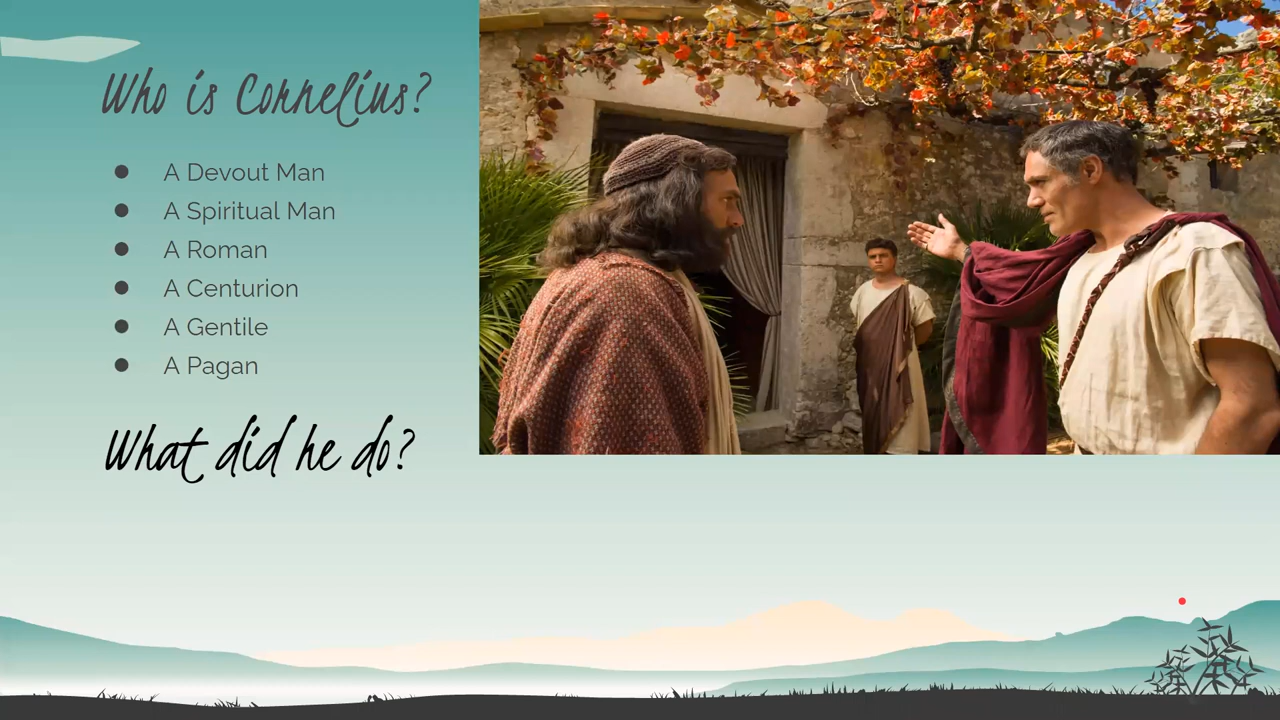 Who is Cornelius?
● A Devout Man
● A Spiritual Man
● A Roman
● A Centurion
● A Gentile
● A Pagan
What did he do?